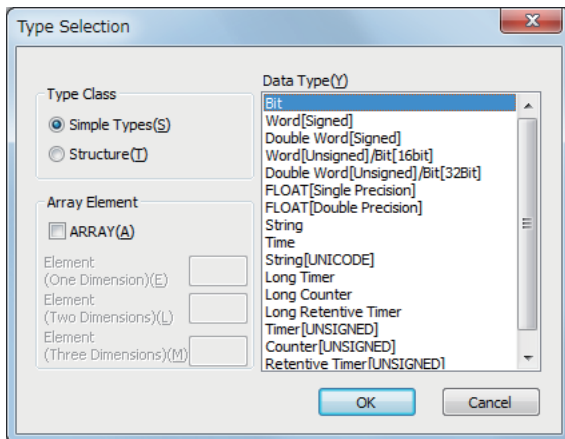 Type Selection
Type Class
Simple Types(S)
Structure(T)
Array Element
ARRAY(A)
Element
(One Dimension)(E)
Element
(Two Dimensions)(L)
Element
(Three Dimensions)(M)
Data Type(Y)
Bit
Word[Signed]
Double Word[Signed]
Word[Unsigned]/Bit[16bit]
Double Word[Unsigned]/Bit[32Bit]
FLOAT[Single Precision]
FLOAT[Double Precision]
String
Time
String[UNICODE]
Long Timer
Long Counter
Long Retentive Timer
Timer[UNSIGNED]
Counter[UNSIGNED]
Retentive Timer[UNSIGNED]
OK
Cancel